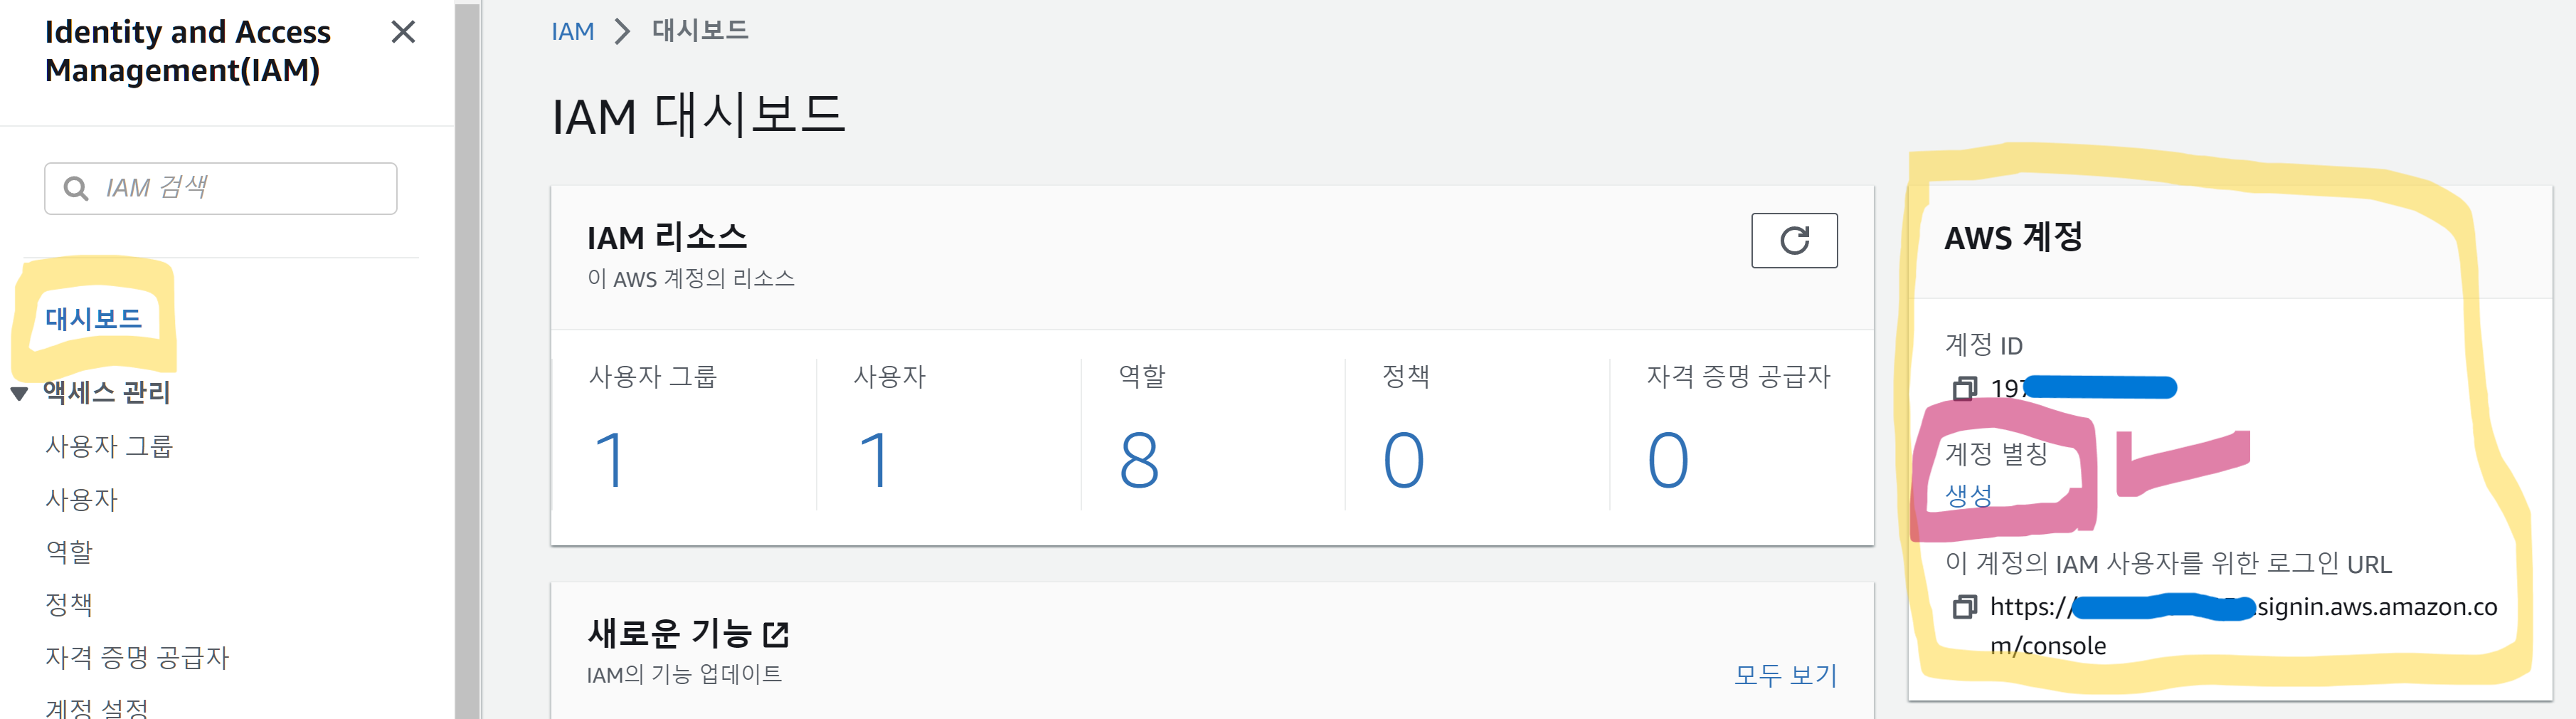 Identity and Access
Management(IAM)
IAM 검색
대시보드
액세스 관리
사용자 그룹
사용자
역할
정책
자격 증명 공급자
계정 설정
IAM > 대시보드
IAM 대시보드
IAM 리소스
이 AWS 계정의 리소스
사용자 그룹 사용자 역할 정책 자격 증명 공급자
1 1 8 0 0
새로운 기능
IAM의 기능 업데이트
모두 보기
AWS 계정
계정 ID
197
계정 별칭
생성
이 계정의 IAM 사용자를 위한 로그인 URL
https:// signin.aws.amazon.co
m/console